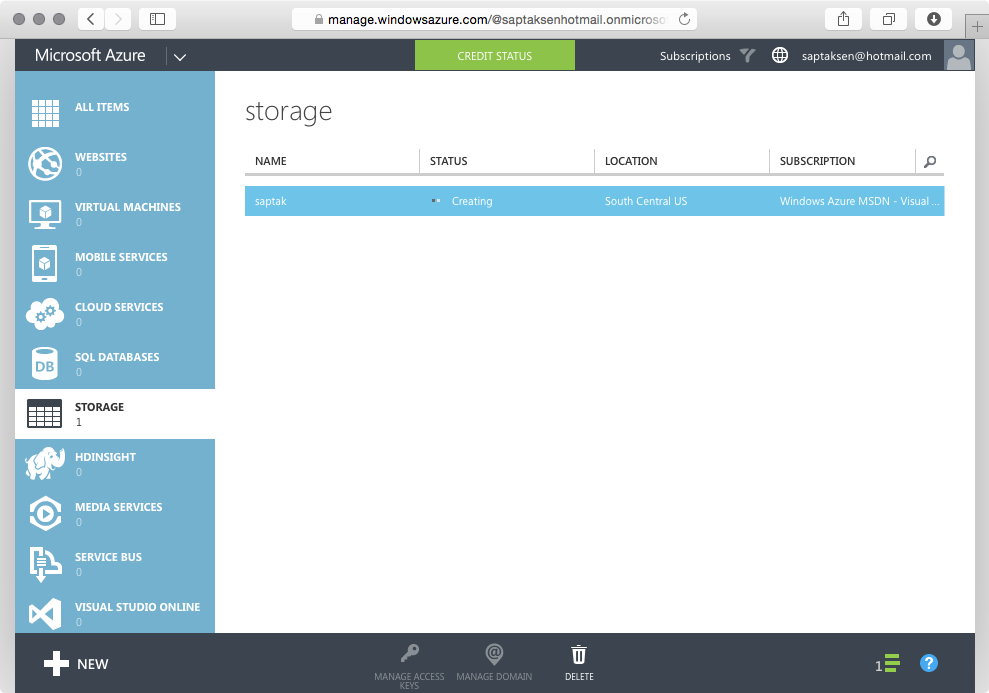 manage.windowsazure.com/@saptaksenhotmail.onmicroso
Microsoft Azure
CREDIT STATUS
Subscriptions
saptaksen@hotmail.com
ALL ITEMS
WEBSITES
0
VIRTUAL MACHINES
0
MOBILE SERVICES
0
CLOUD SERVICES
0
DB
SQL DATABASES
0
STORAGE
1
HDINSIGHT
0
MEDIA SERVICES
0
SERVICE BUS
0
VISUAL STUDIO ONLINE
0
storage
NAME STATUS LOCATION SUBSCRIPTION
saptak Creating South Central US Windows Azure MSDN - Visual ...
NEW
MANAGE ACCESS
KEYS
MANAGE DOMAIN
DELETE
1
?